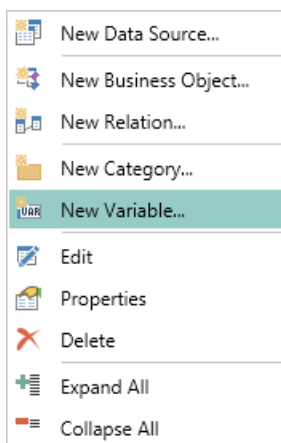 New Data Source...
New Business Object...
New Relation...
New Category...
VAR New Variable...
Edit
Properties
Delete
Expand All
Collapse All